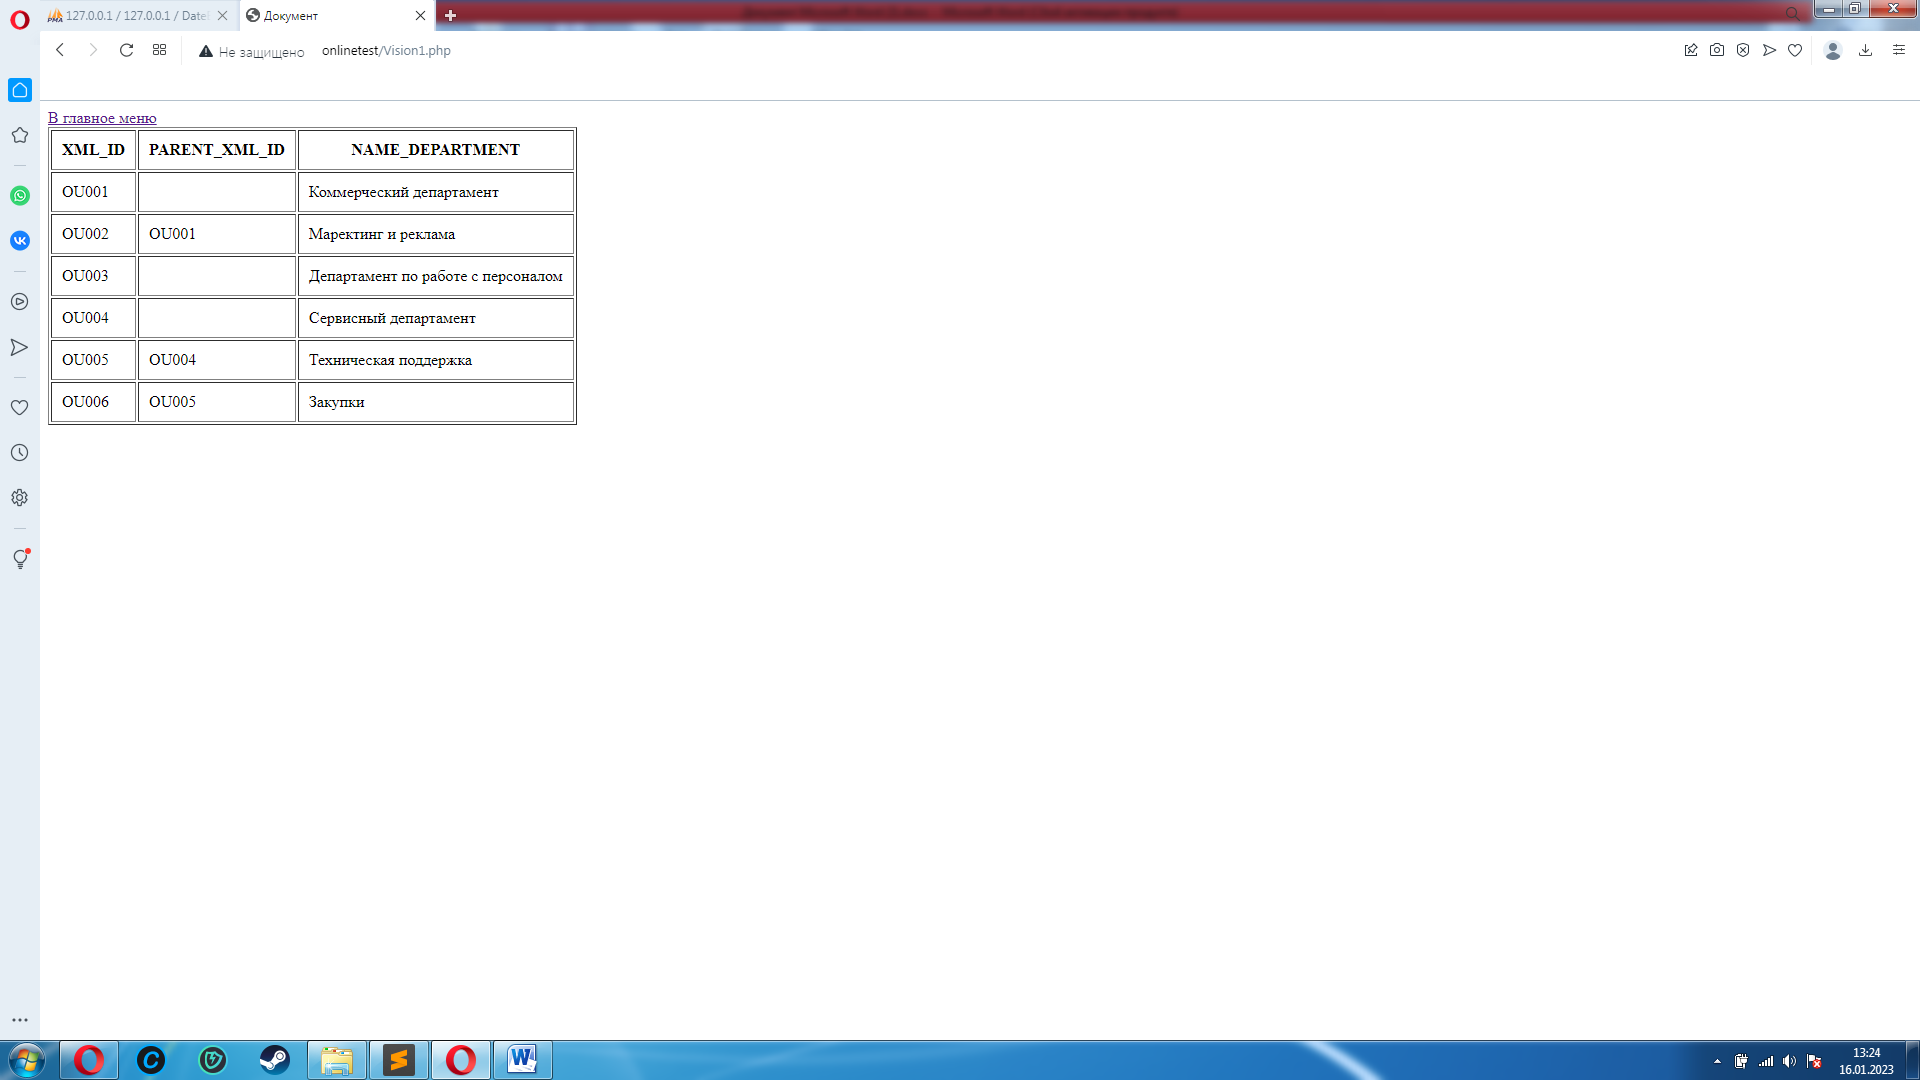 127.0.0.1 / 127.0.0.1 / Date
Документ
Не защищено onlinetest/Vision1.php
В главное меню
XML_ID PARENT_XML_ID NAME_DEPARTMENT
OU001 Коммерческий департамент
OU002 OU001 Маректинг и реклама
OU003 Департамент по работе с персоналом
OU004 Сервисный департамент
OU005 OU004 Техническая поддержка
OU006 OU005 Закупки
13:24
16.01.2023